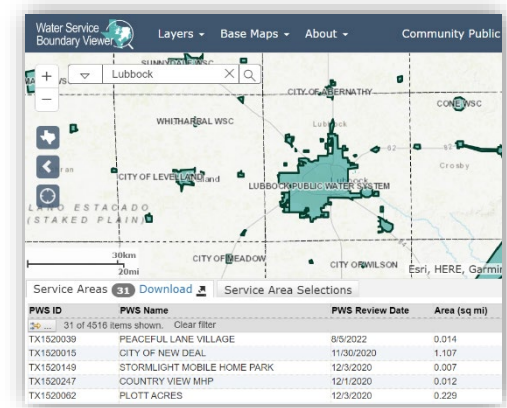 Water Service
Boundary Viewer
Layers Base Maps About Community Public
Lubbock
CITY OF ABERNATHY
CONE WSC
WHITHARRAL WSC
Lubbock
Crosby
CITY OF LEVELLAND
LUBBOCK PUBLIC WATER SYSTEM
LLANO ESTACADO
(STAKED PLAIN)
30km
20mi
CITY OF MEADOW
CITY OF WILSON
Esri, HERE, Garmin
Service Areas 31 Download Service Area Selections
PWS ID PWS Name PWS Review Date Area (sq mi)
... 31 of 4516 items shown. Clear filter
TX1520039 PEACEFUL LANE VILLAGE 8/5/2022 0.014
TX1520015 CITY OF NEW DEAL 11/30/2020 1.107
TX1520149 STORMLIGHT MOBILE HOME PARK 12/3/2020 0.007
TX1520247 COUNTRY VIEW MHP 12/1/2020 0.012
TX1520062 PLOTT ACRES 12/3/2020 0.229